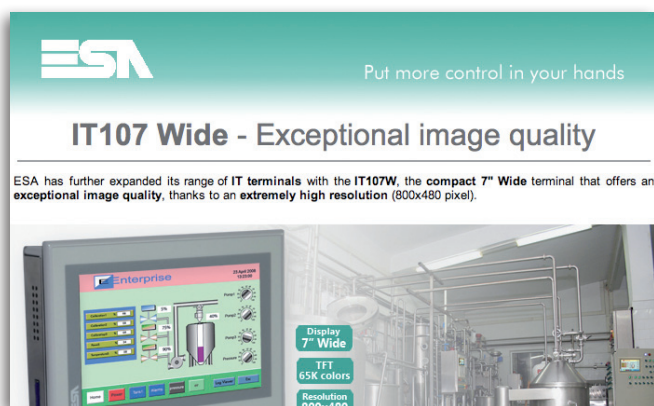 ESA
Put more control in your hands
IT107 Wide - Exceptional image quality
ESA has further expanded its range of IT terminals with the IT107W, the compact 7" Wide terminal that offers an
exceptional image quality, thanks to an extremely high resolution (800x480 pixel).
Enterprise
Display
7" Wide
TFT
65K colors
Resolution
800x480